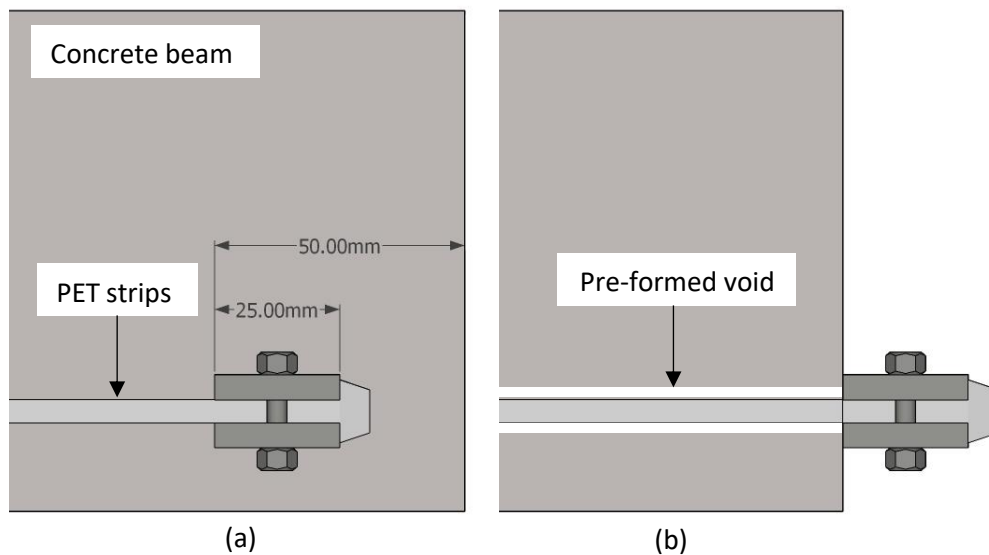 Concrete beam
50.00mm
PET strips
25.00mm
Pre-formed void
(a)
(b)